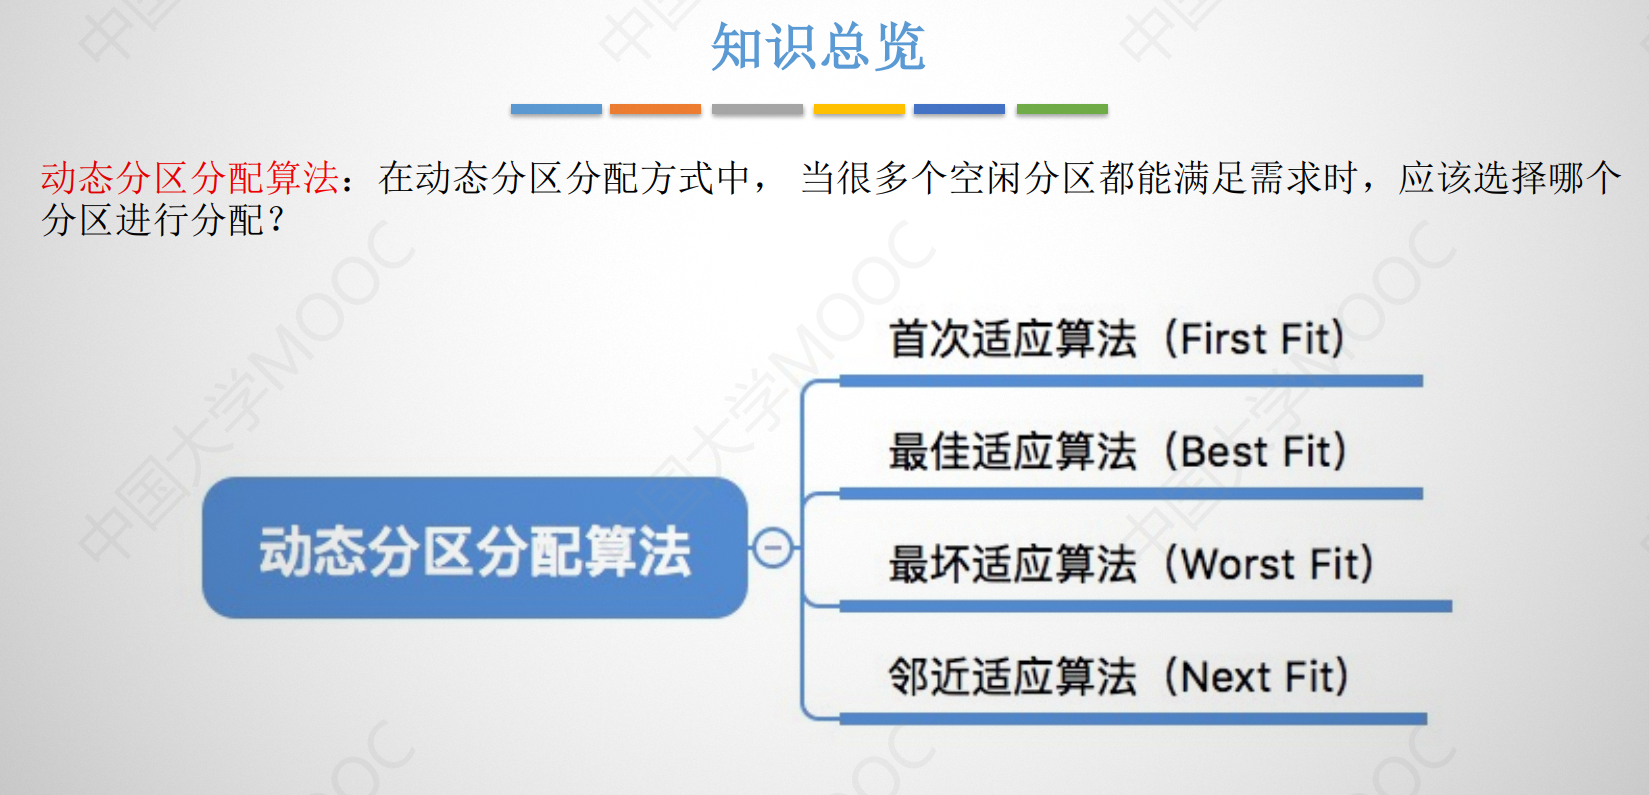 知识总览
动态分区分配算法：在动态分区分配方式中， 当很多个空闲分区都能满足需求时，应该选择哪个
分区进行分配？
首次适应算法（First Fit）
最佳适应算法（Best Fit）
动态分区分配算法
最坏适应算法（Worst Fit）
邻近适应算法（Next Fit）
中国大学MOOC
中国大学MOOC
中国大学MOOC